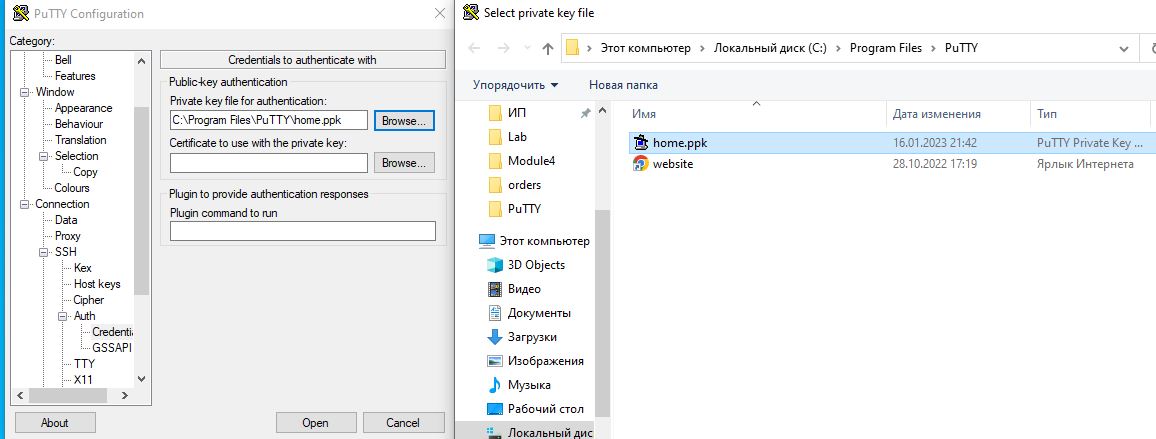 PuTTY Configuration
Category:
Bell
Features
Window
Appearance
Behaviour
Translation
Selection
Copy
Colours
Connection
Data
Proxy
SSH
Kex
Host keys
Cipher
Auth
Credenti
GSSAPI
TTY
X11
Credentials to authenticate with
Public-key authentication
Private key file for authentication:
C:\Program Files\PuTTY\home.ppk
Browse...
Certificate to use with the private key:
Browse...
Plugin to provide authentication responses
Plugin command to run
About
Open
Cancel
Select private key file
Этот компьютер > Локальный диск (C:) > Program Files > PuTTY
Упорядочить
Новая папка
ИП
Lab
Module4
orders
PuTTY
Этот компьютер
3D Objects
Видео
Документы
Загрузки
Изображения
Музыка
Рабочий стол
Локальный диск
Имя Дата изменения Тип
home.ppk 16.01.2023 21:42 PuTTY Private Key ...
website 28.10.2022 17:19 Ярлык Интернета